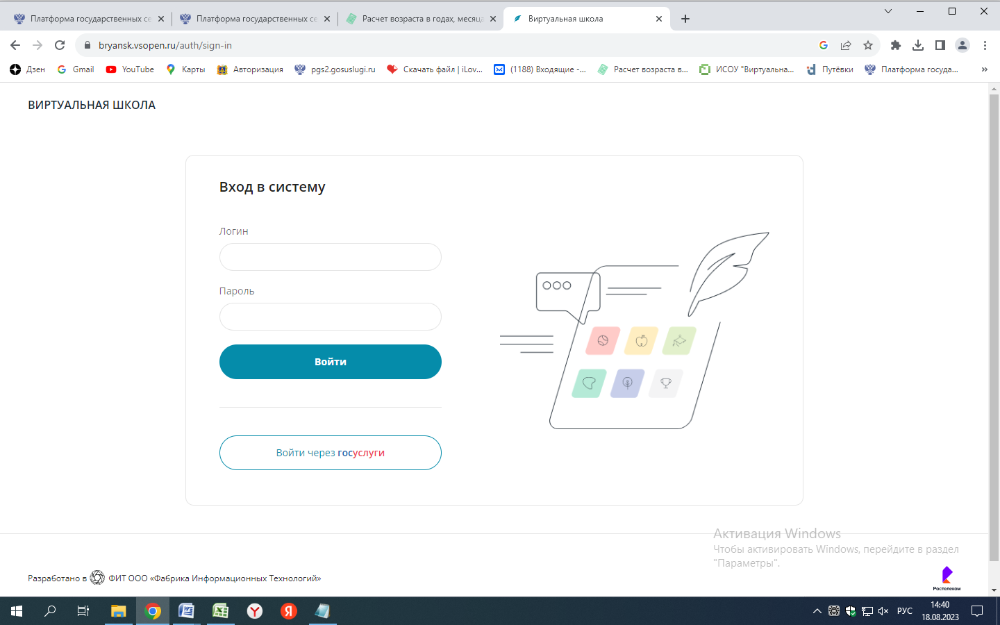 Платформа государственных се
Платформа государственных се
Расчет возраста в годах, месяца
Виртуальная школа
bryansk.vsopen.ru/auth/sign-in
Дзен
Gmail
YouTube
Карты
Авторизация
pgs2.gosuslugi.ru
Скачать файл | iLov...
(1188) Входящие -...
Расчет возраста в...
ИСОУ "Виртуальна...
Путёвки
Платформа госуда...
»
ВИРТУАЛЬНАЯ ШКОЛА
Вход в систему
Логин
Пароль
Войти
Войти через госуслуги
Активация Windows
Чтобы активировать Windows, перейдите в раздел
"Параметры".
Разработано в ФИТ ООО «Фабрика Информационных Технологий»
Ростелеком
РУС
14:40
18.08.2023